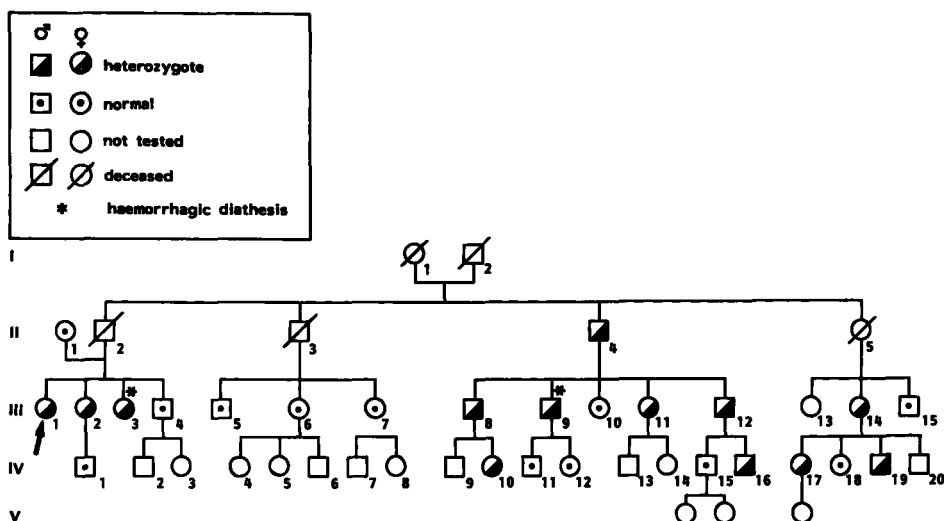 ♂ ♀
heterozygote
normal
not tested
deceased
* haemorrhagic diathesis
I
1 2
II
1 2 3 4 5
*
*
III
1 2 3 4 5 6 7 8 9 10 11 12 13 14 15
IV
1 2 3 4 5 6 7 8 9 10 11 12 13 14 15 16 17 18 19 20
V